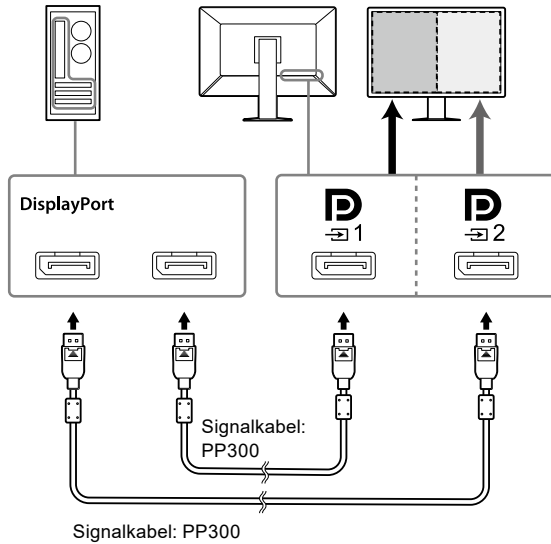 DisplayPort
1
2
Signalkabel:
PP300
Signalkabel: PP300